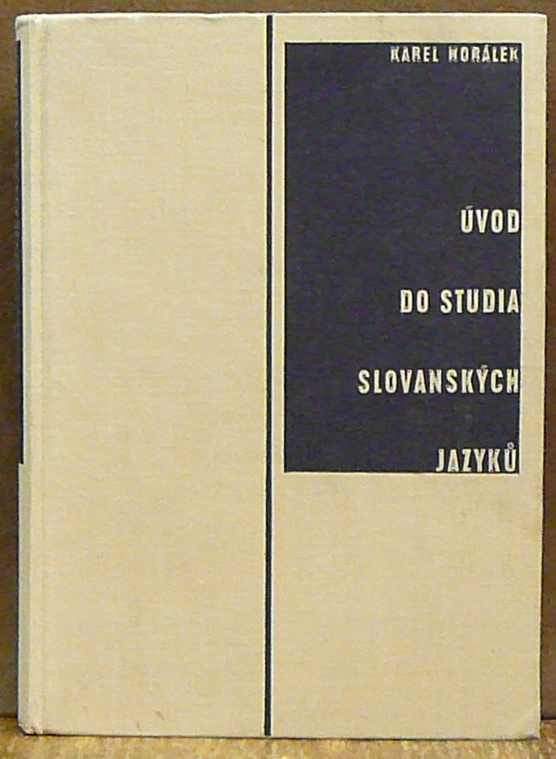 KAREL HORÁLEK
ÚVOD
DO STUDIA
SLOVANSKÝCH
JAZYKŮ